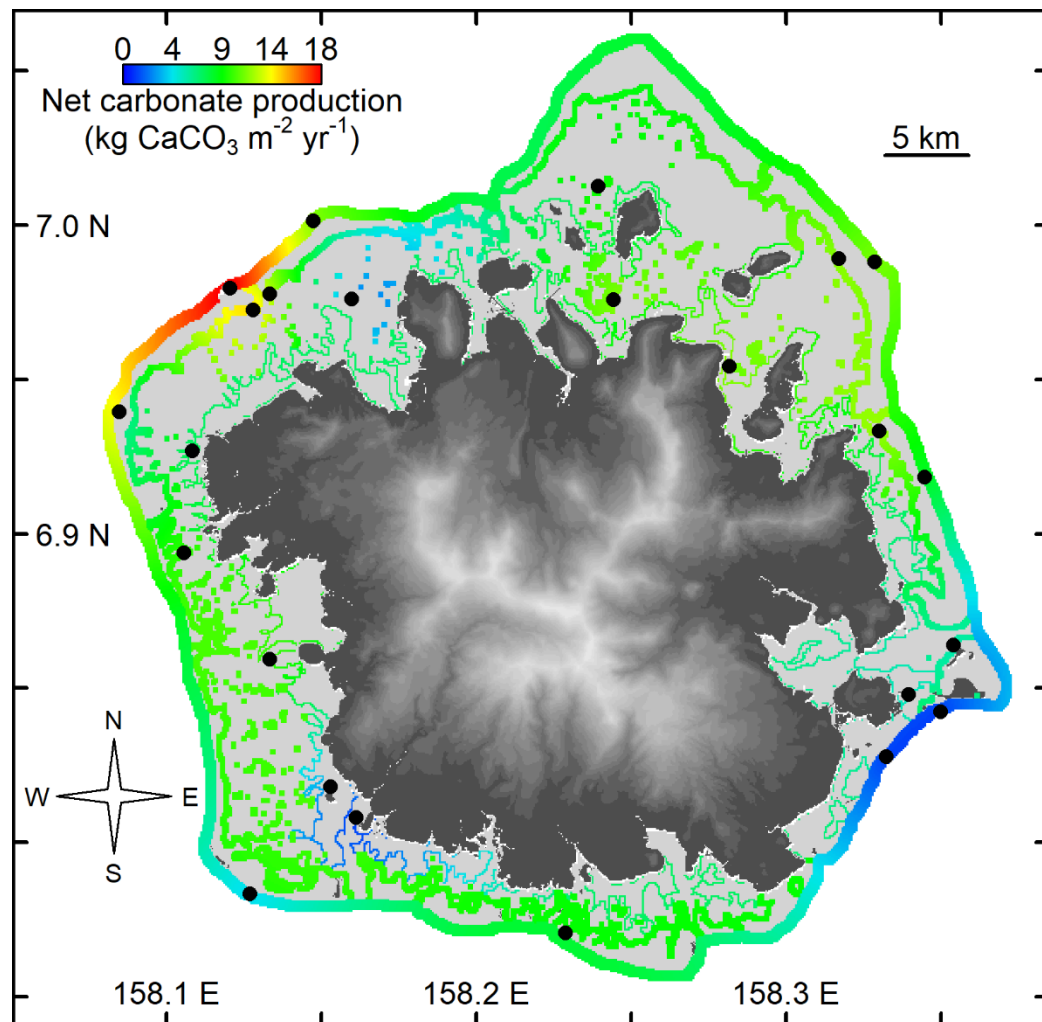 0 4 9 14 18
Net carbonate production
(kg CaCO₃ m⁻² yr⁻¹)
5 km
7.0 N
6.9 N
N
W E
S
158.1 E 158.2 E 158.3 E